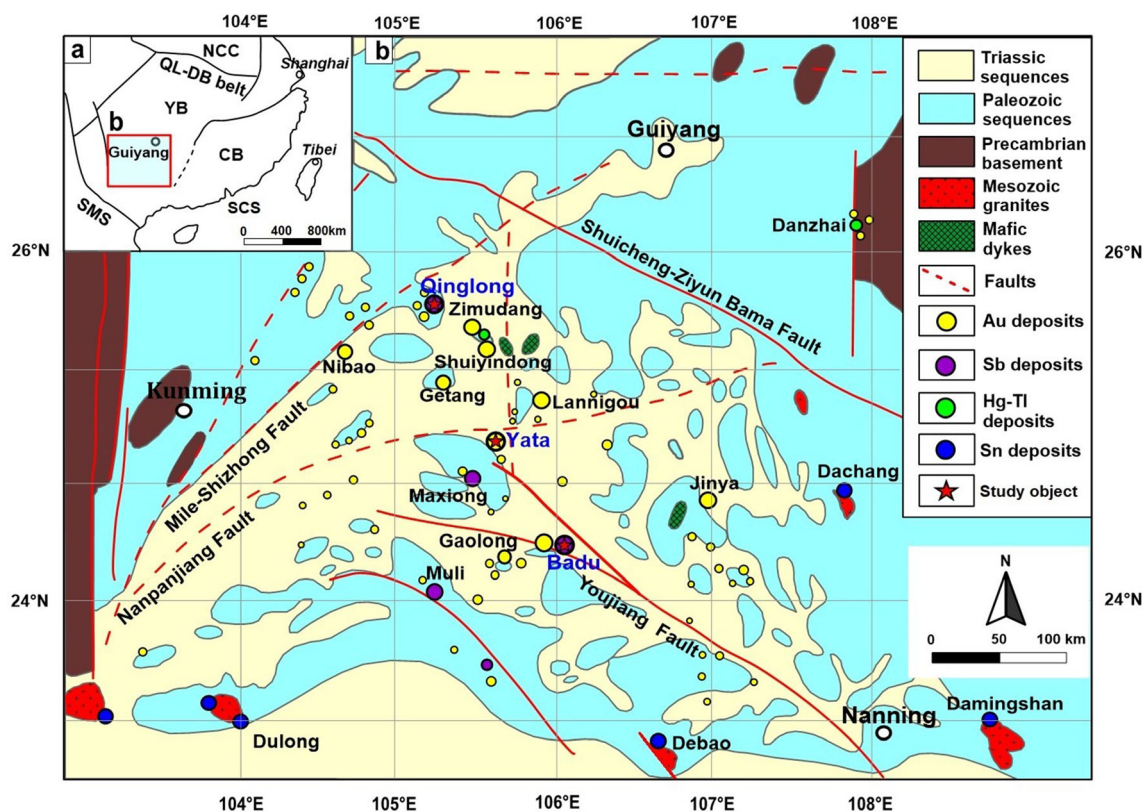 104°E
105°E
106°E
107°E
108°E
a
NCC
QL-DB belt
Shanghai
YB
b
Guiyang
CB
Tibei
SMS
SCS
0 400 800km
b
Guiyang
Danzhai
Shuicheng-Ziyun Bama Fault
26°N
26°N
Qinglong
Zimudang
Shuiyindong
Nibao
Getang
Lannigou
Kunming
Mile-Shizhong Fault
Yata
Maxiong
Jinya
Dachang
Nanpanjiang Fault
Gaolong
Badu
Muli
Youjiang Fault
24°N
24°N
Dulong
Debao
Nanning
Damingshan
Triassic
sequences
Paleozoic
sequences
Precambrian
basement
Mesozoic
granites
Mafic
dykes
Faults
Au deposits
Sb deposits
Hg-Tl
deposits
Sn deposits
Study object
N
0 50 100 km
104°E
105°E
106°E
107°E
108°E